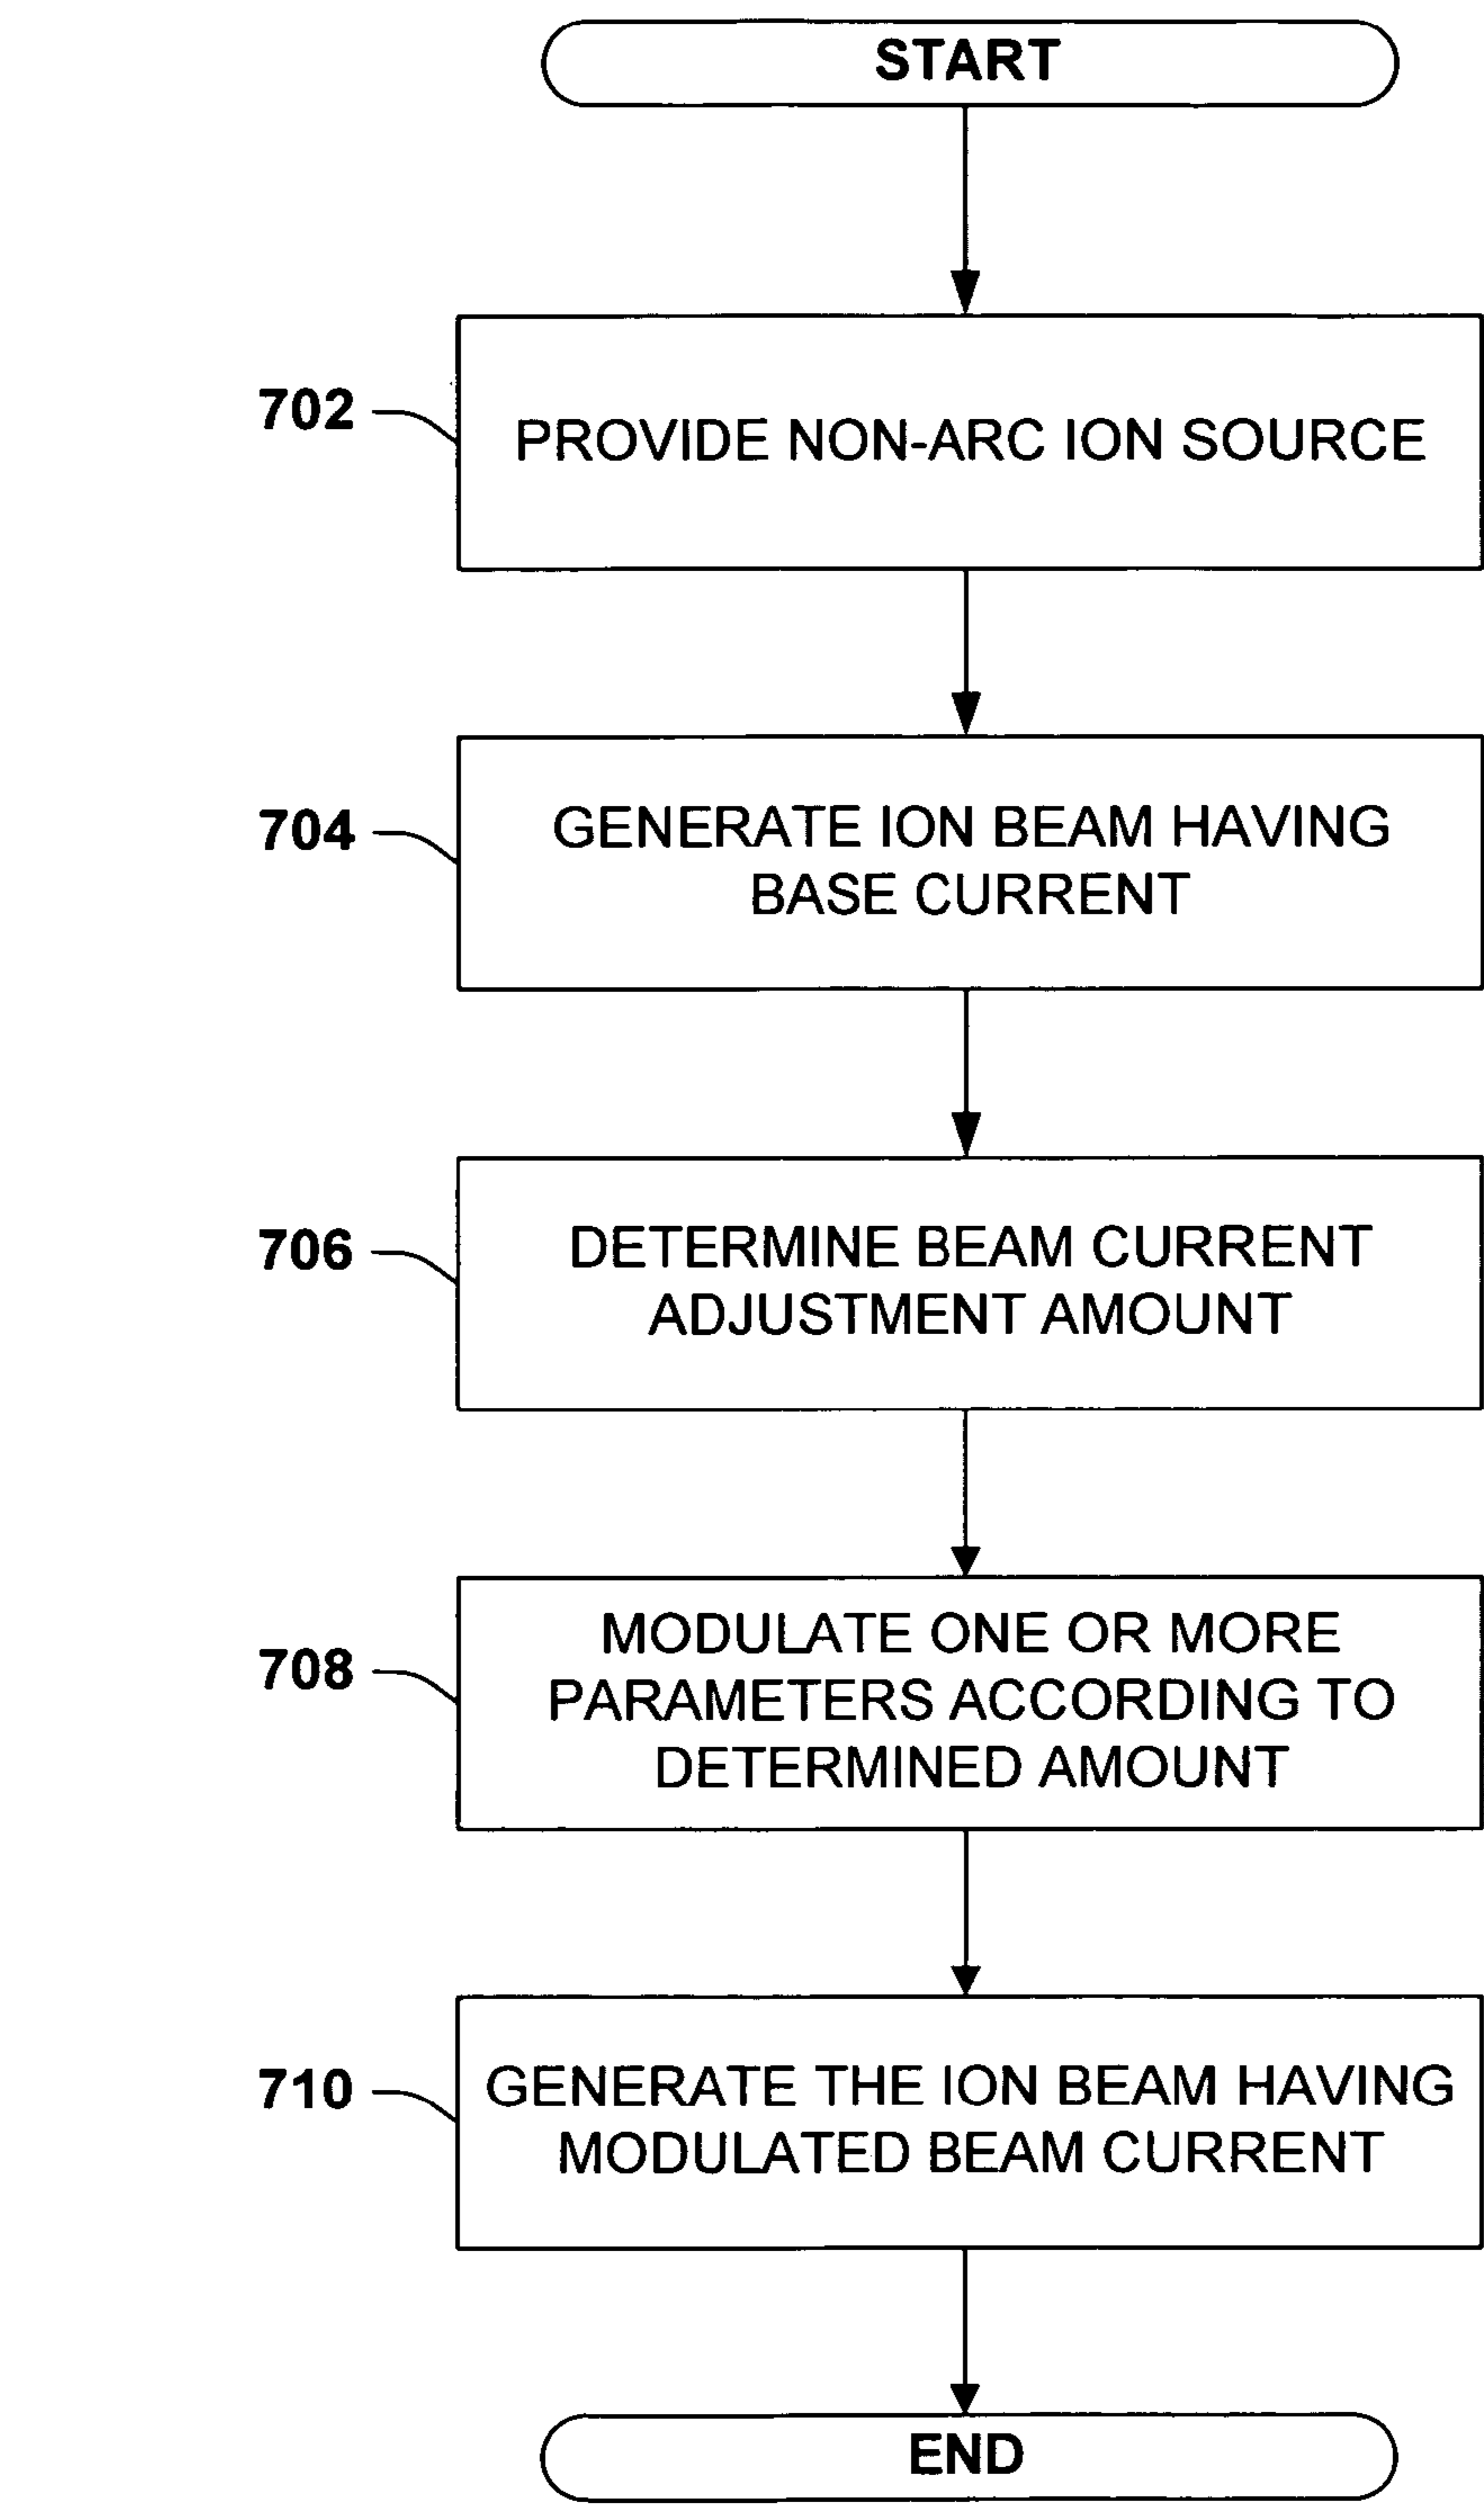 START
702
PROVIDE NON-ARC ION SOURCE
704
GENERATE ION BEAM HAVING
BASE CURRENT
706
DETERMINE BEAM CURRENT
ADJUSTMENT AMOUNT
708
MODULATE ONE OR MORE
PARAMETERS ACCORDING TO
DETERMINED AMOUNT
710
GENERATE THE ION BEAM HAVING
MODULATED BEAM CURRENT
END